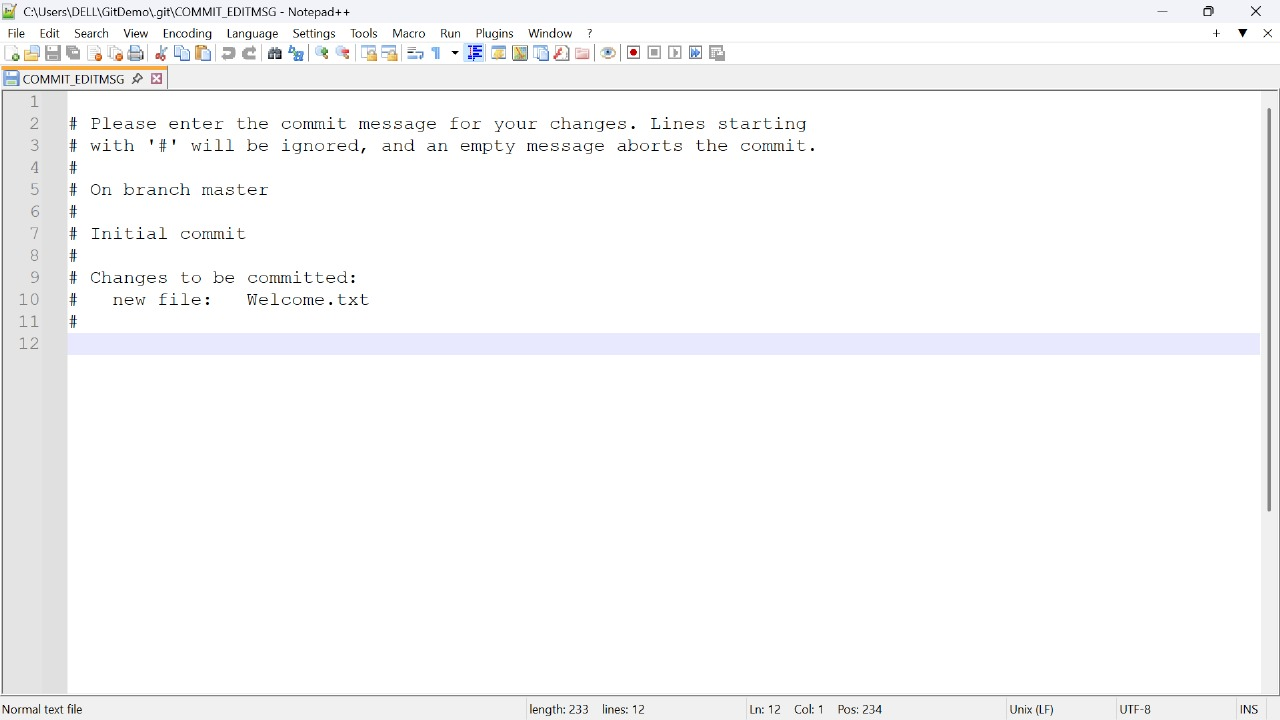 C:\Users\DELL\GitDemo\.git\COMMIT_EDITMSG - Notepad++
File Edit Search View Encoding Language Settings Tools Macro Run Plugins Window ?
COMMIT_EDITMSG
1
2 # Please enter the commit message for your changes. Lines starting
3 # with '#' will be ignored, and an empty message aborts the commit.
4 #
5 # On branch master
6 #
7 # Initial commit
8 #
9 # Changes to be committed:
10 #   new file:   Welcome.txt
11 #
12
Normal text file length: 233 lines: 12 Ln: 12 Col: 1 Pos: 234 Unix (LF) UTF-8 INS